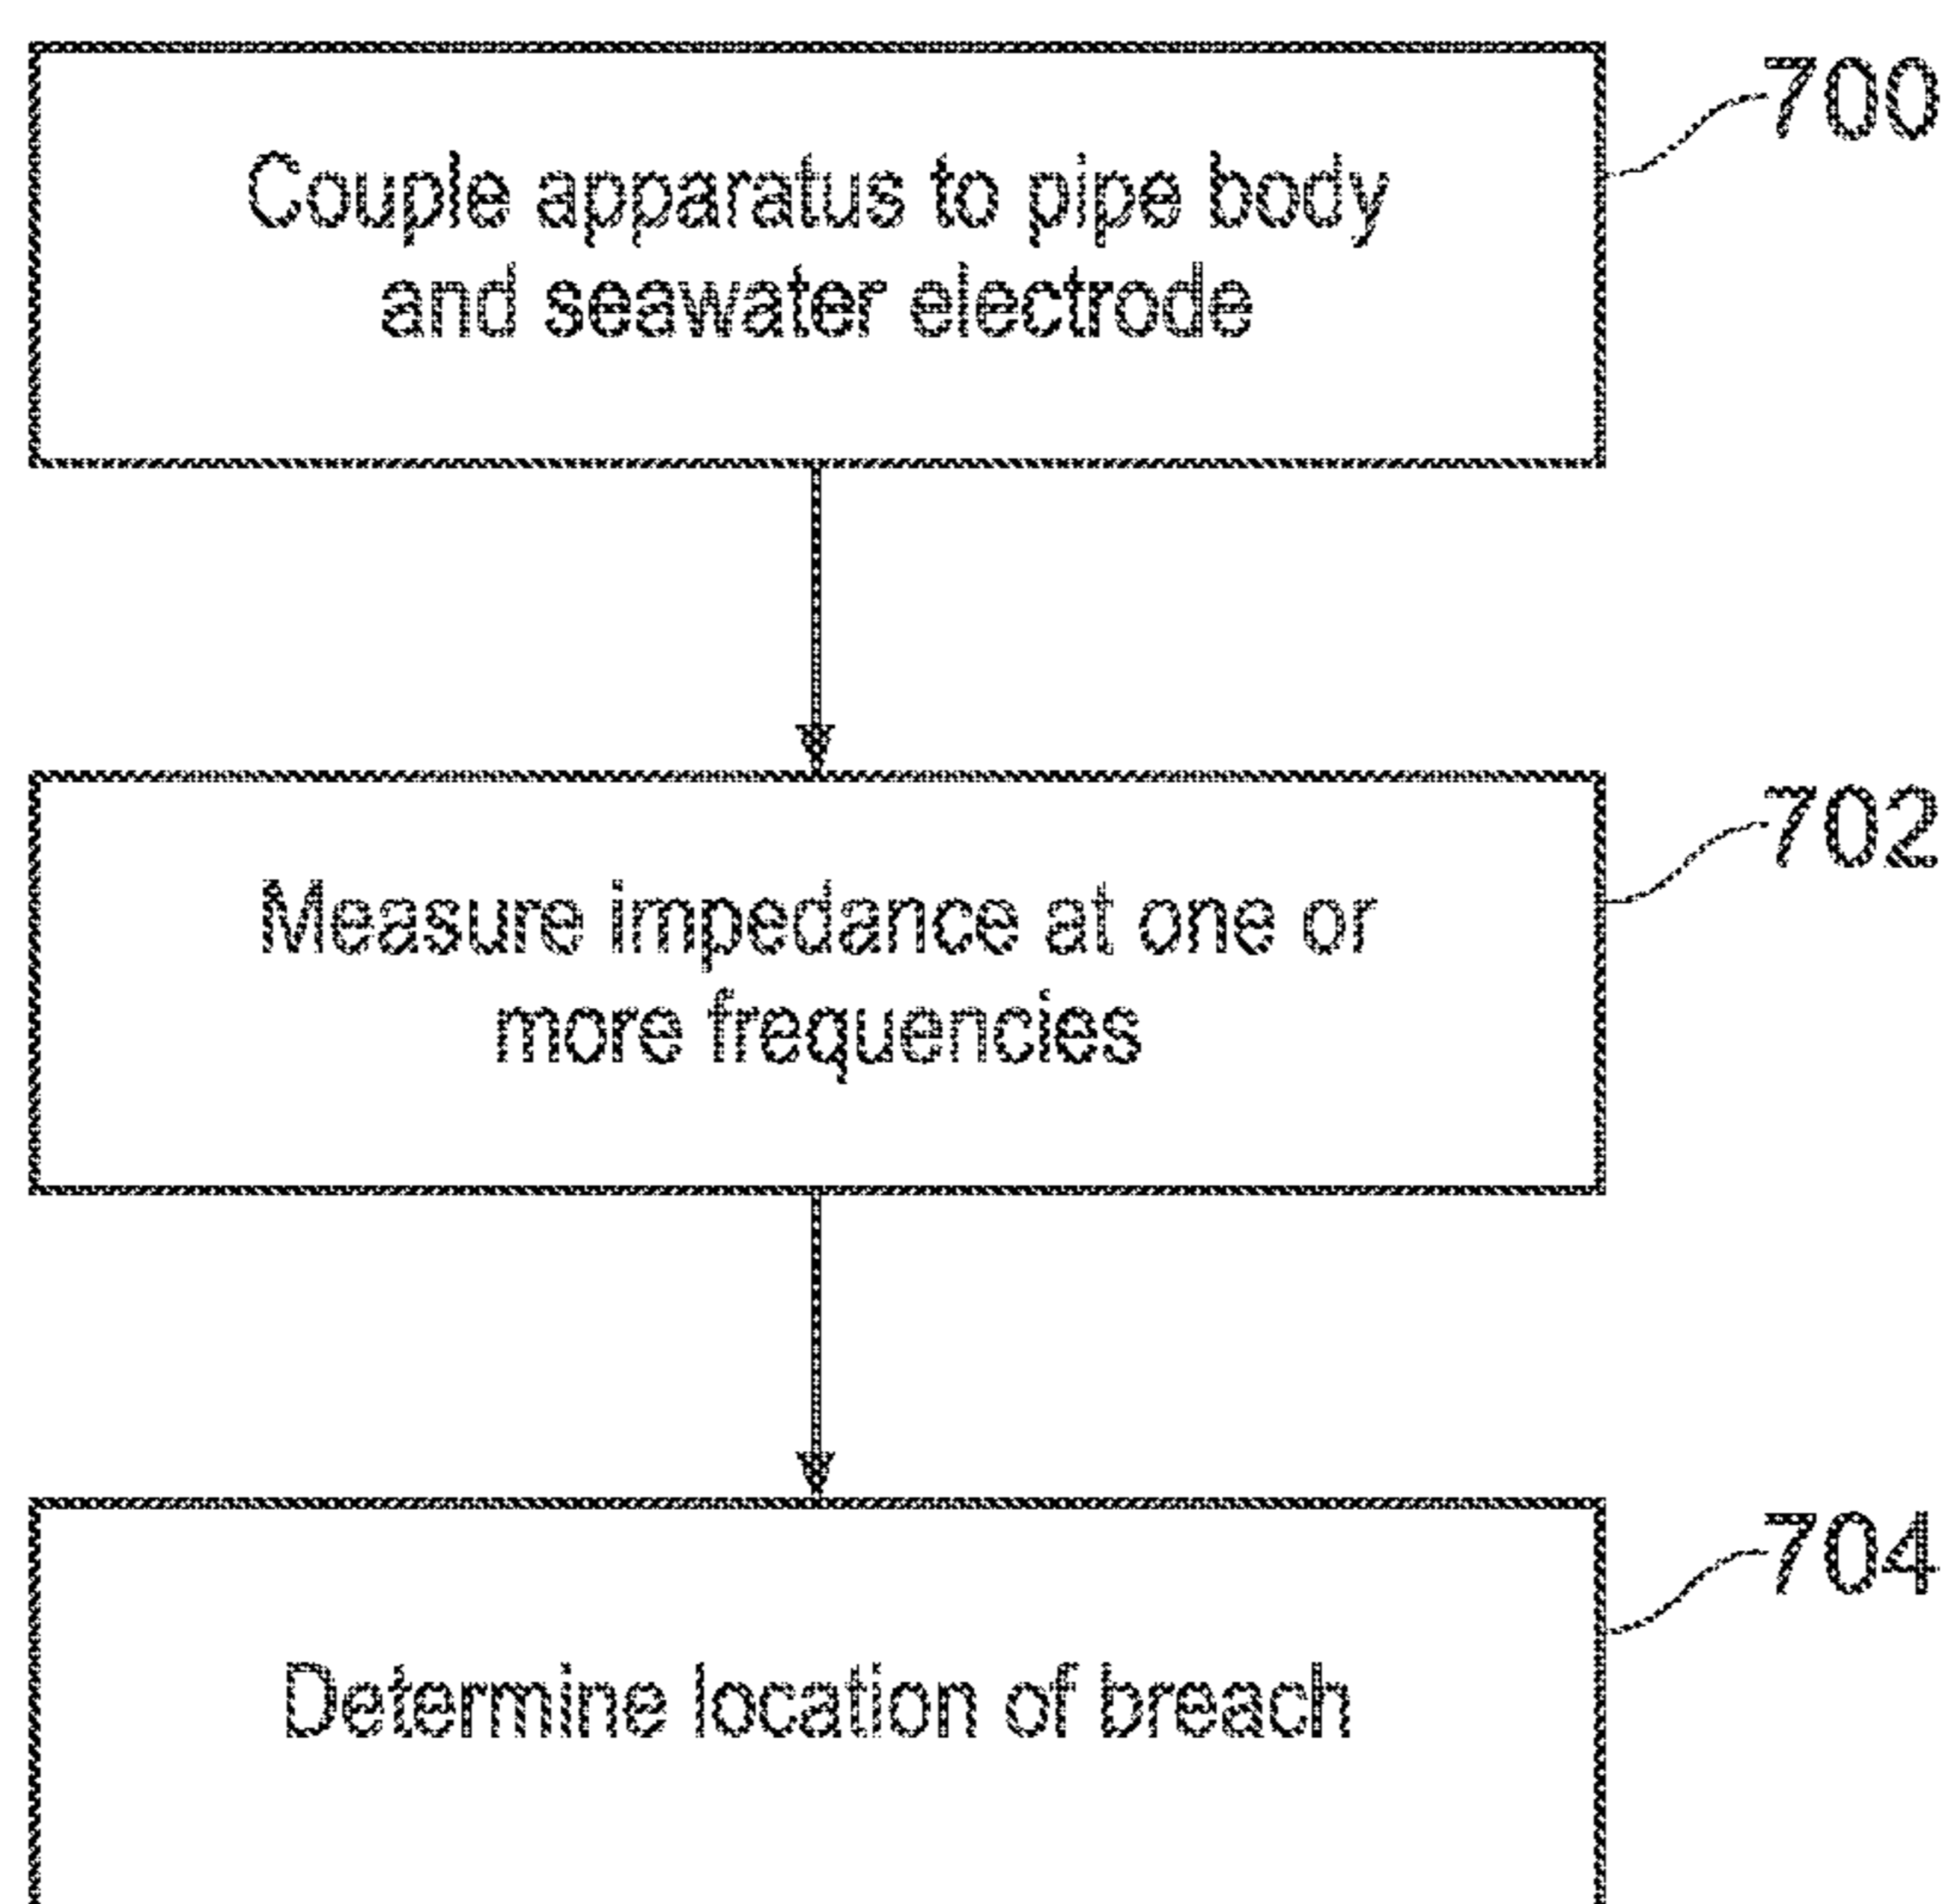 700
Couple apparatus to pipe body
and seawater electrode
702
Measure impedance at one or
more frequencies
704
Determine location of breach